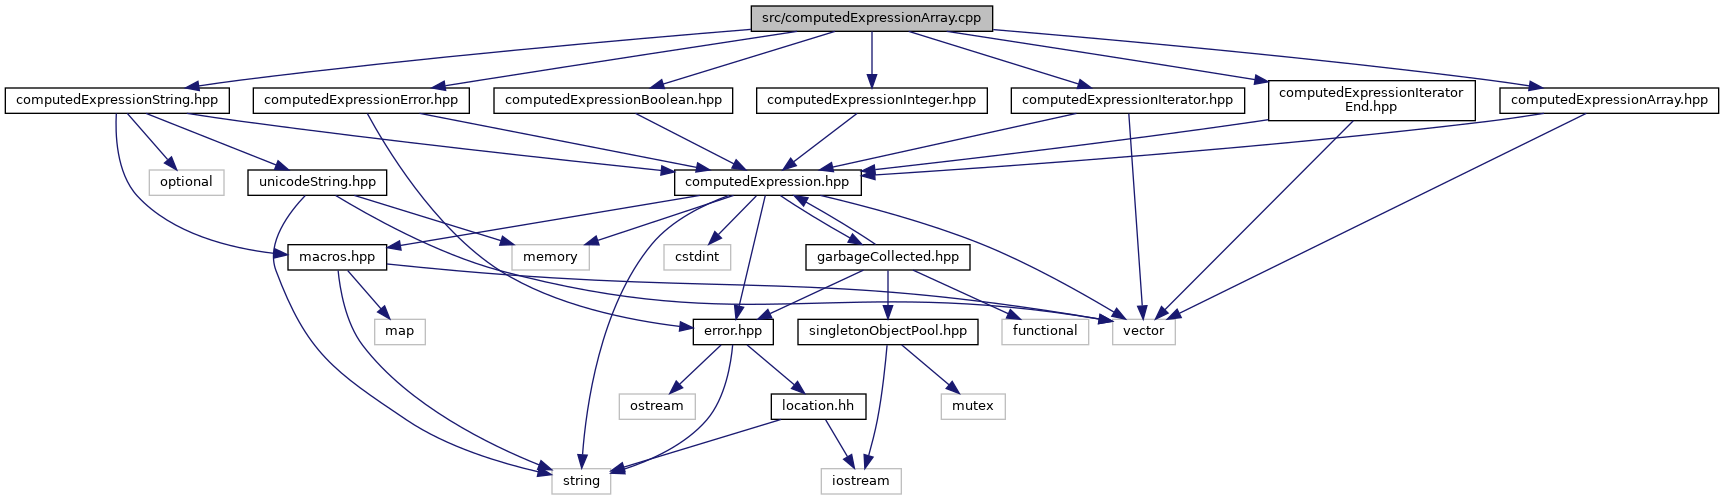 src/computedExpressionArray.cpp
computedExpressionString.hpp
computedExpressionError.hpp
computedExpressionBoolean.hpp
computedExpressionInteger.hpp
computedExpressionIterator.hpp
computedExpressionIterator
End.hpp
computedExpressionArray.hpp
optional
unicodeString.hpp
computedExpression.hpp
macros.hpp
memory
cstdint
garbageCollected.hpp
map
error.hpp
singletonObjectPool.hpp
functional
vector
ostream
location.hh
mutex
string
iostream